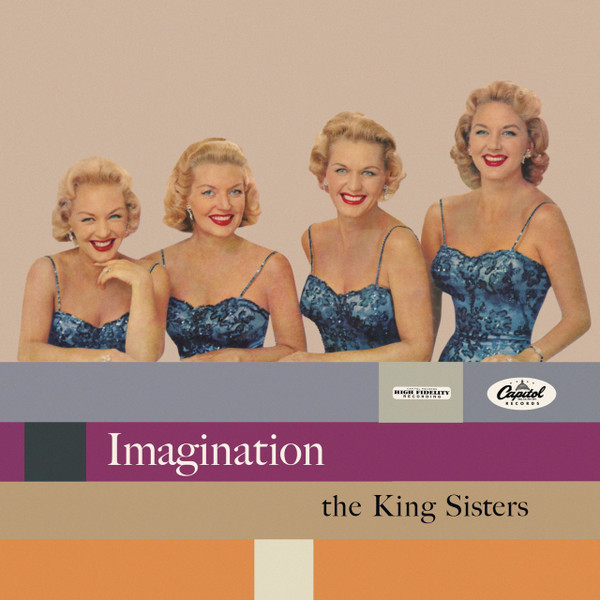 HIGH FIDELITY
RECORDING
Capitol
RECORDS
Imagination
the King Sisters